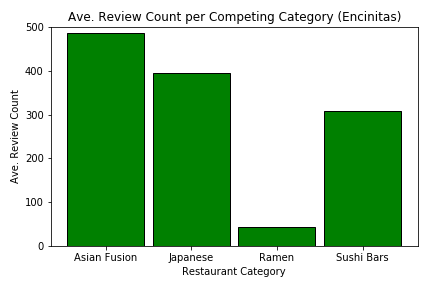 Ave. Review Count per Competing Category (Encinitas)
Ave. Review Count
500
400
300
200
100
0
Asian Fusion Japanese Ramen Sushi Bars
Restaurant Category